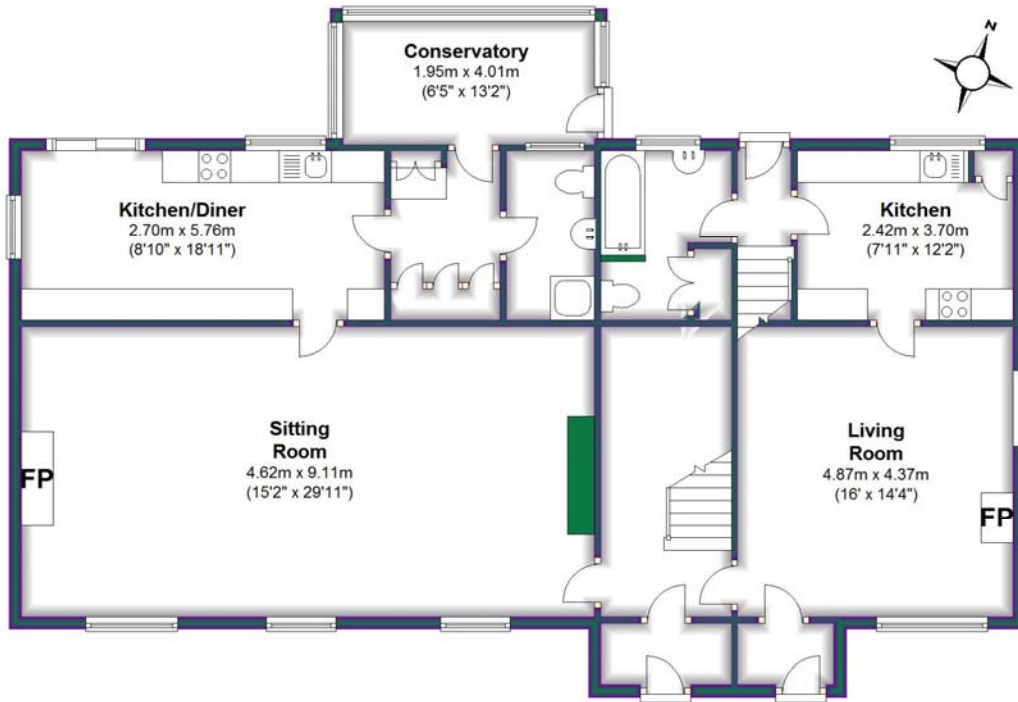 N
Conservatory
1.95m x 4.01m
(6'5" x 13'2")
Kitchen/Diner
2.70m x 5.76m
(8'10" x 18'11")
Kitchen
2.42m x 3.70m
(7'11" x 12'2")
Sitting
Room
4.62m x 9.11m
(15'2" x 29'11")
FP
Living
Room
4.87m x 4.37m
(16' x 14'4")
FP